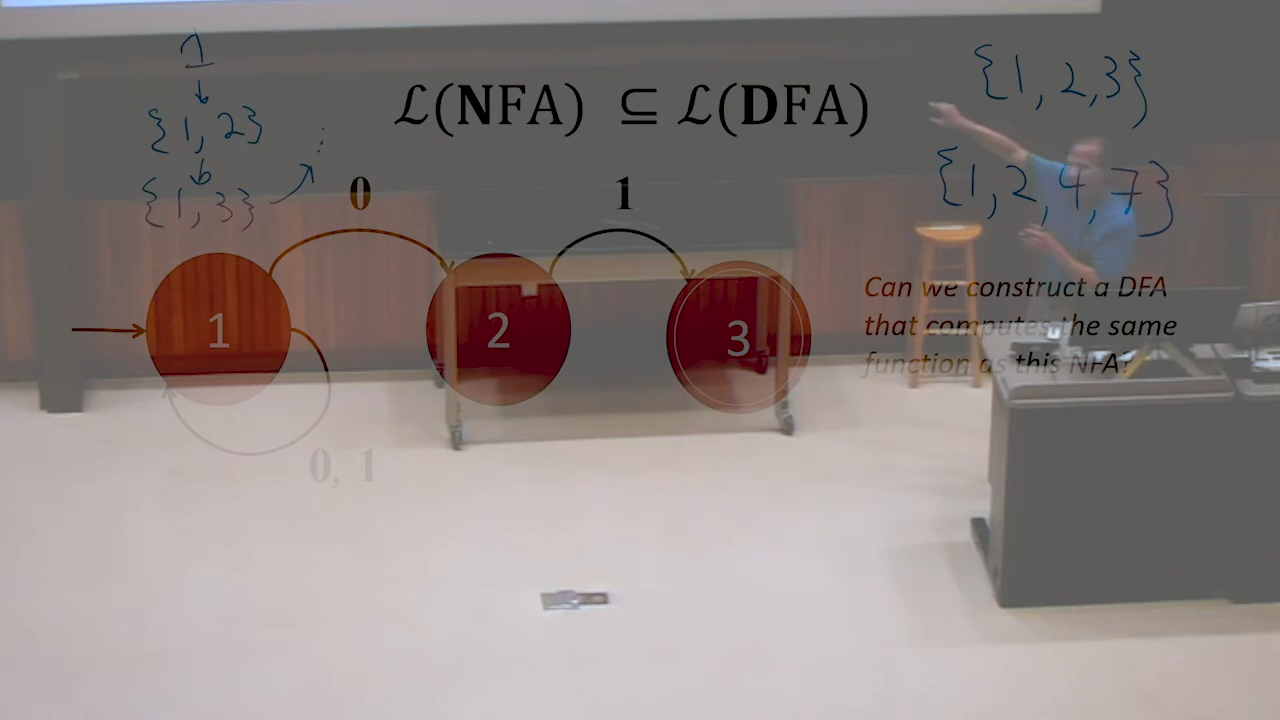 1
{1, 2}
{1, 3}
ℒ(NFA) ⊆ ℒ(DFA)
{1, 2, 3}
{1, 2, 4, 7}
0
1
1
2
3
0, 1
Can we construct a DFA
that computes the same
function as this NFA?